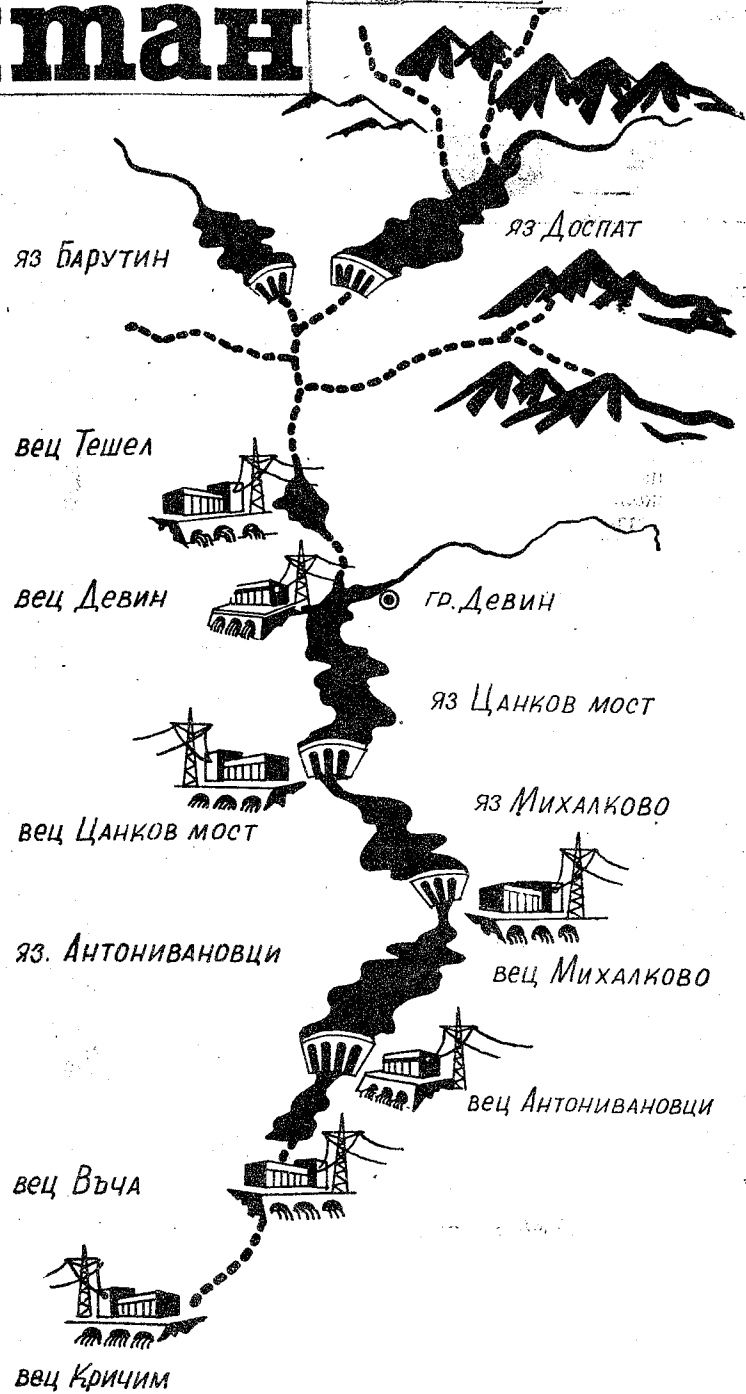 яз Доспат
яз Барутин
вец Тешел
вец Девин
гр. Девин
яз Цанков мост
яз Михалково
вец Цанков мост
яз. Антонивановци
вец Михалково
вец Антонивановци
вец Въча
вец Кричим